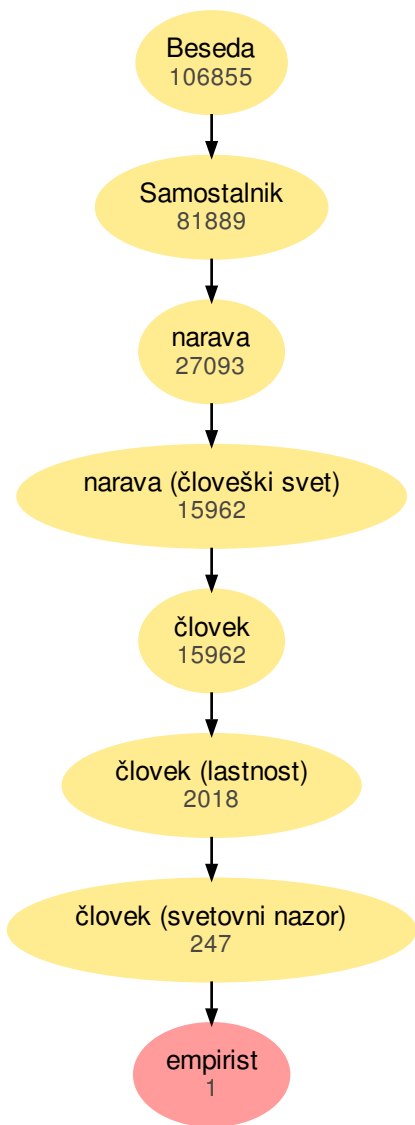 Beseda
106855
Samostalnik
81889
narava
27093
narava (človeški svet)
15962
človek
15962
človek (lastnost)
2018
človek (svetovni nazor)
247
empirist
1